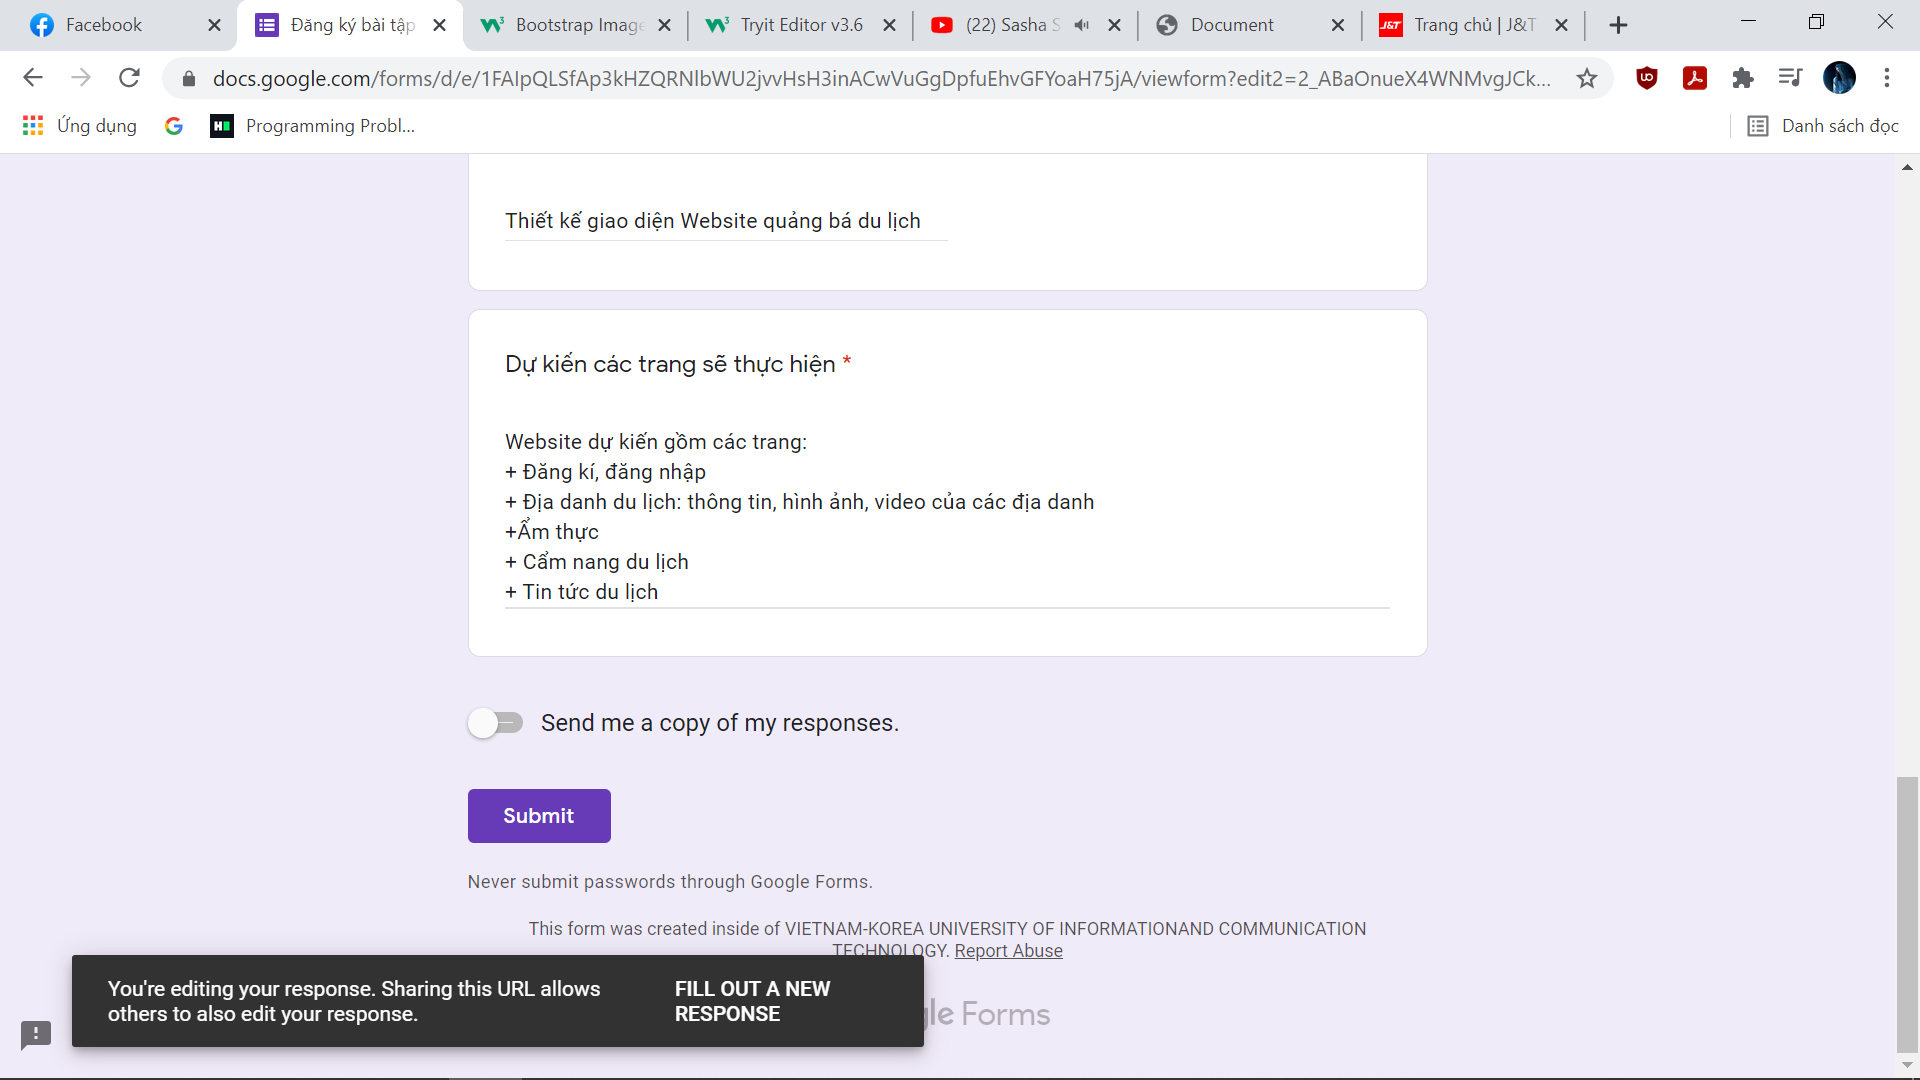 Facebook
Đăng ký bài tập
Bootstrap Image
Tryit Editor v3.6
(22) Sasha S
Document
J&T
Trang chủ | J&T
docs.google.com/forms/d/e/1FAIpQLSfAp3kHZQRNlbWU2jvvHsH3inACwVuGgDpfuEhvGFYoaH75jA/viewform?edit2=2_ABaOnueX4WNMvgJCk...
Ứng dụng
Programming Probl...
Danh sách đọc
Thiết kế giao diện Website quảng bá du lịch
Dự kiến các trang sẽ thực hiện *
Website dự kiến gồm các trang:
+ Đăng kí, đăng nhập
+ Địa danh du lịch: thông tin, hình ảnh, video của các địa danh
+Ẩm thực
+ Cẩm nang du lịch
+ Tin tức du lịch
Send me a copy of my responses.
Submit
Never submit passwords through Google Forms.
This form was created inside of VIETNAM-KOREA UNIVERSITY OF INFORMATIONAND COMMUNICATION
TECHNOLOGY. Report Abuse
You're editing your response. Sharing this URL allows
others to also edit your response.
FILL OUT A NEW
RESPONSE
gle Forms